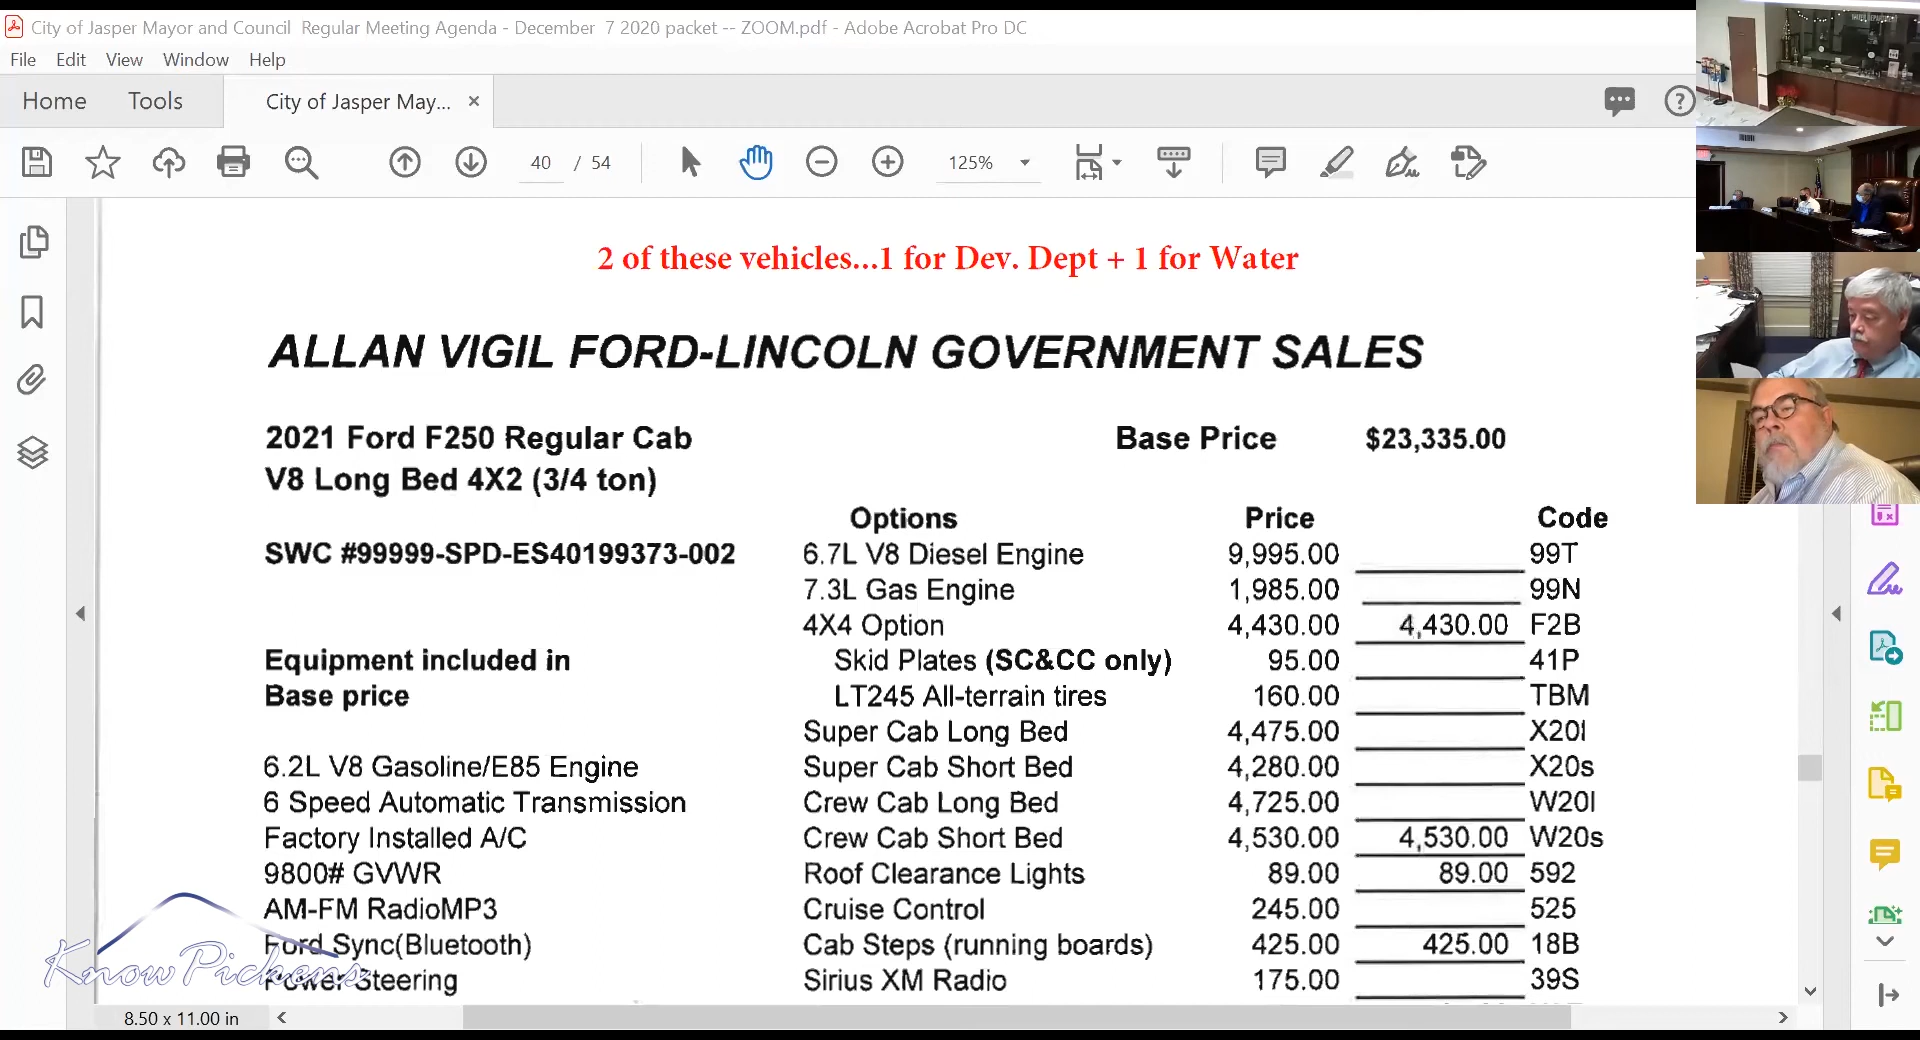 City of Jasper Mayor and Council Regular Meeting Agenda - December 7 2020 packet -- ZOOM.pdf - Adobe Acrobat Pro DC
File Edit View Window Help
Home Tools City of Jasper May... ×
40 / 54 125%
2 of these vehicles...1 for Dev. Dept + 1 for Water
ALLAN VIGIL FORD-LINCOLN GOVERNMENT SALES
2021 Ford F250 Regular Cab Base Price $23,335.00
V8 Long Bed 4X2 (3/4 ton)
Options Price Code
SWC #99999-SPD-ES40199373-002 6.7L V8 Diesel Engine 9,995.00 99T
7.3L Gas Engine 1,985.00 99N
4X4 Option 4,430.00 4,430.00 F2B
Equipment included in Skid Plates (SC&CC only) 95.00 41P
Base price LT245 All-terrain tires 160.00 TBM
Super Cab Long Bed 4,475.00 X20l
6.2L V8 Gasoline/E85 Engine Super Cab Short Bed 4,280.00 X20s
6 Speed Automatic Transmission Crew Cab Long Bed 4,725.00 W20l
Factory Installed A/C Crew Cab Short Bed 4,530.00 4,530.00 W20s
9800# GVWR Roof Clearance Lights 89.00 89.00 592
AM-FM RadioMP3 Cruise Control 245.00 525
Ford Sync(Bluetooth) Cab Steps (running boards) 425.00 425.00 18B
Power Steering Sirius XM Radio 175.00 39S
KnowPickens
8.50 x 11.00 in